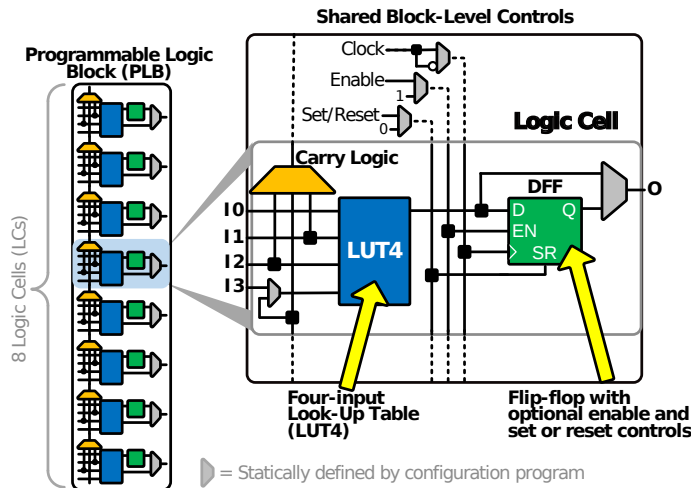 Shared Block-Level Controls
Programmable Logic
Block (PLB)
8 Logic Cells (LCs)
Clock
Enable
1
Set/Reset
0
Logic Cell
Carry Logic
DFF
I0
I1
I2
I3
LUT4
D
Q
EN
SR
O
Four-input
Look-Up Table
(LUT4)
Flip-flop with
optional enable and
set or reset controls
= Statically defined by configuration program